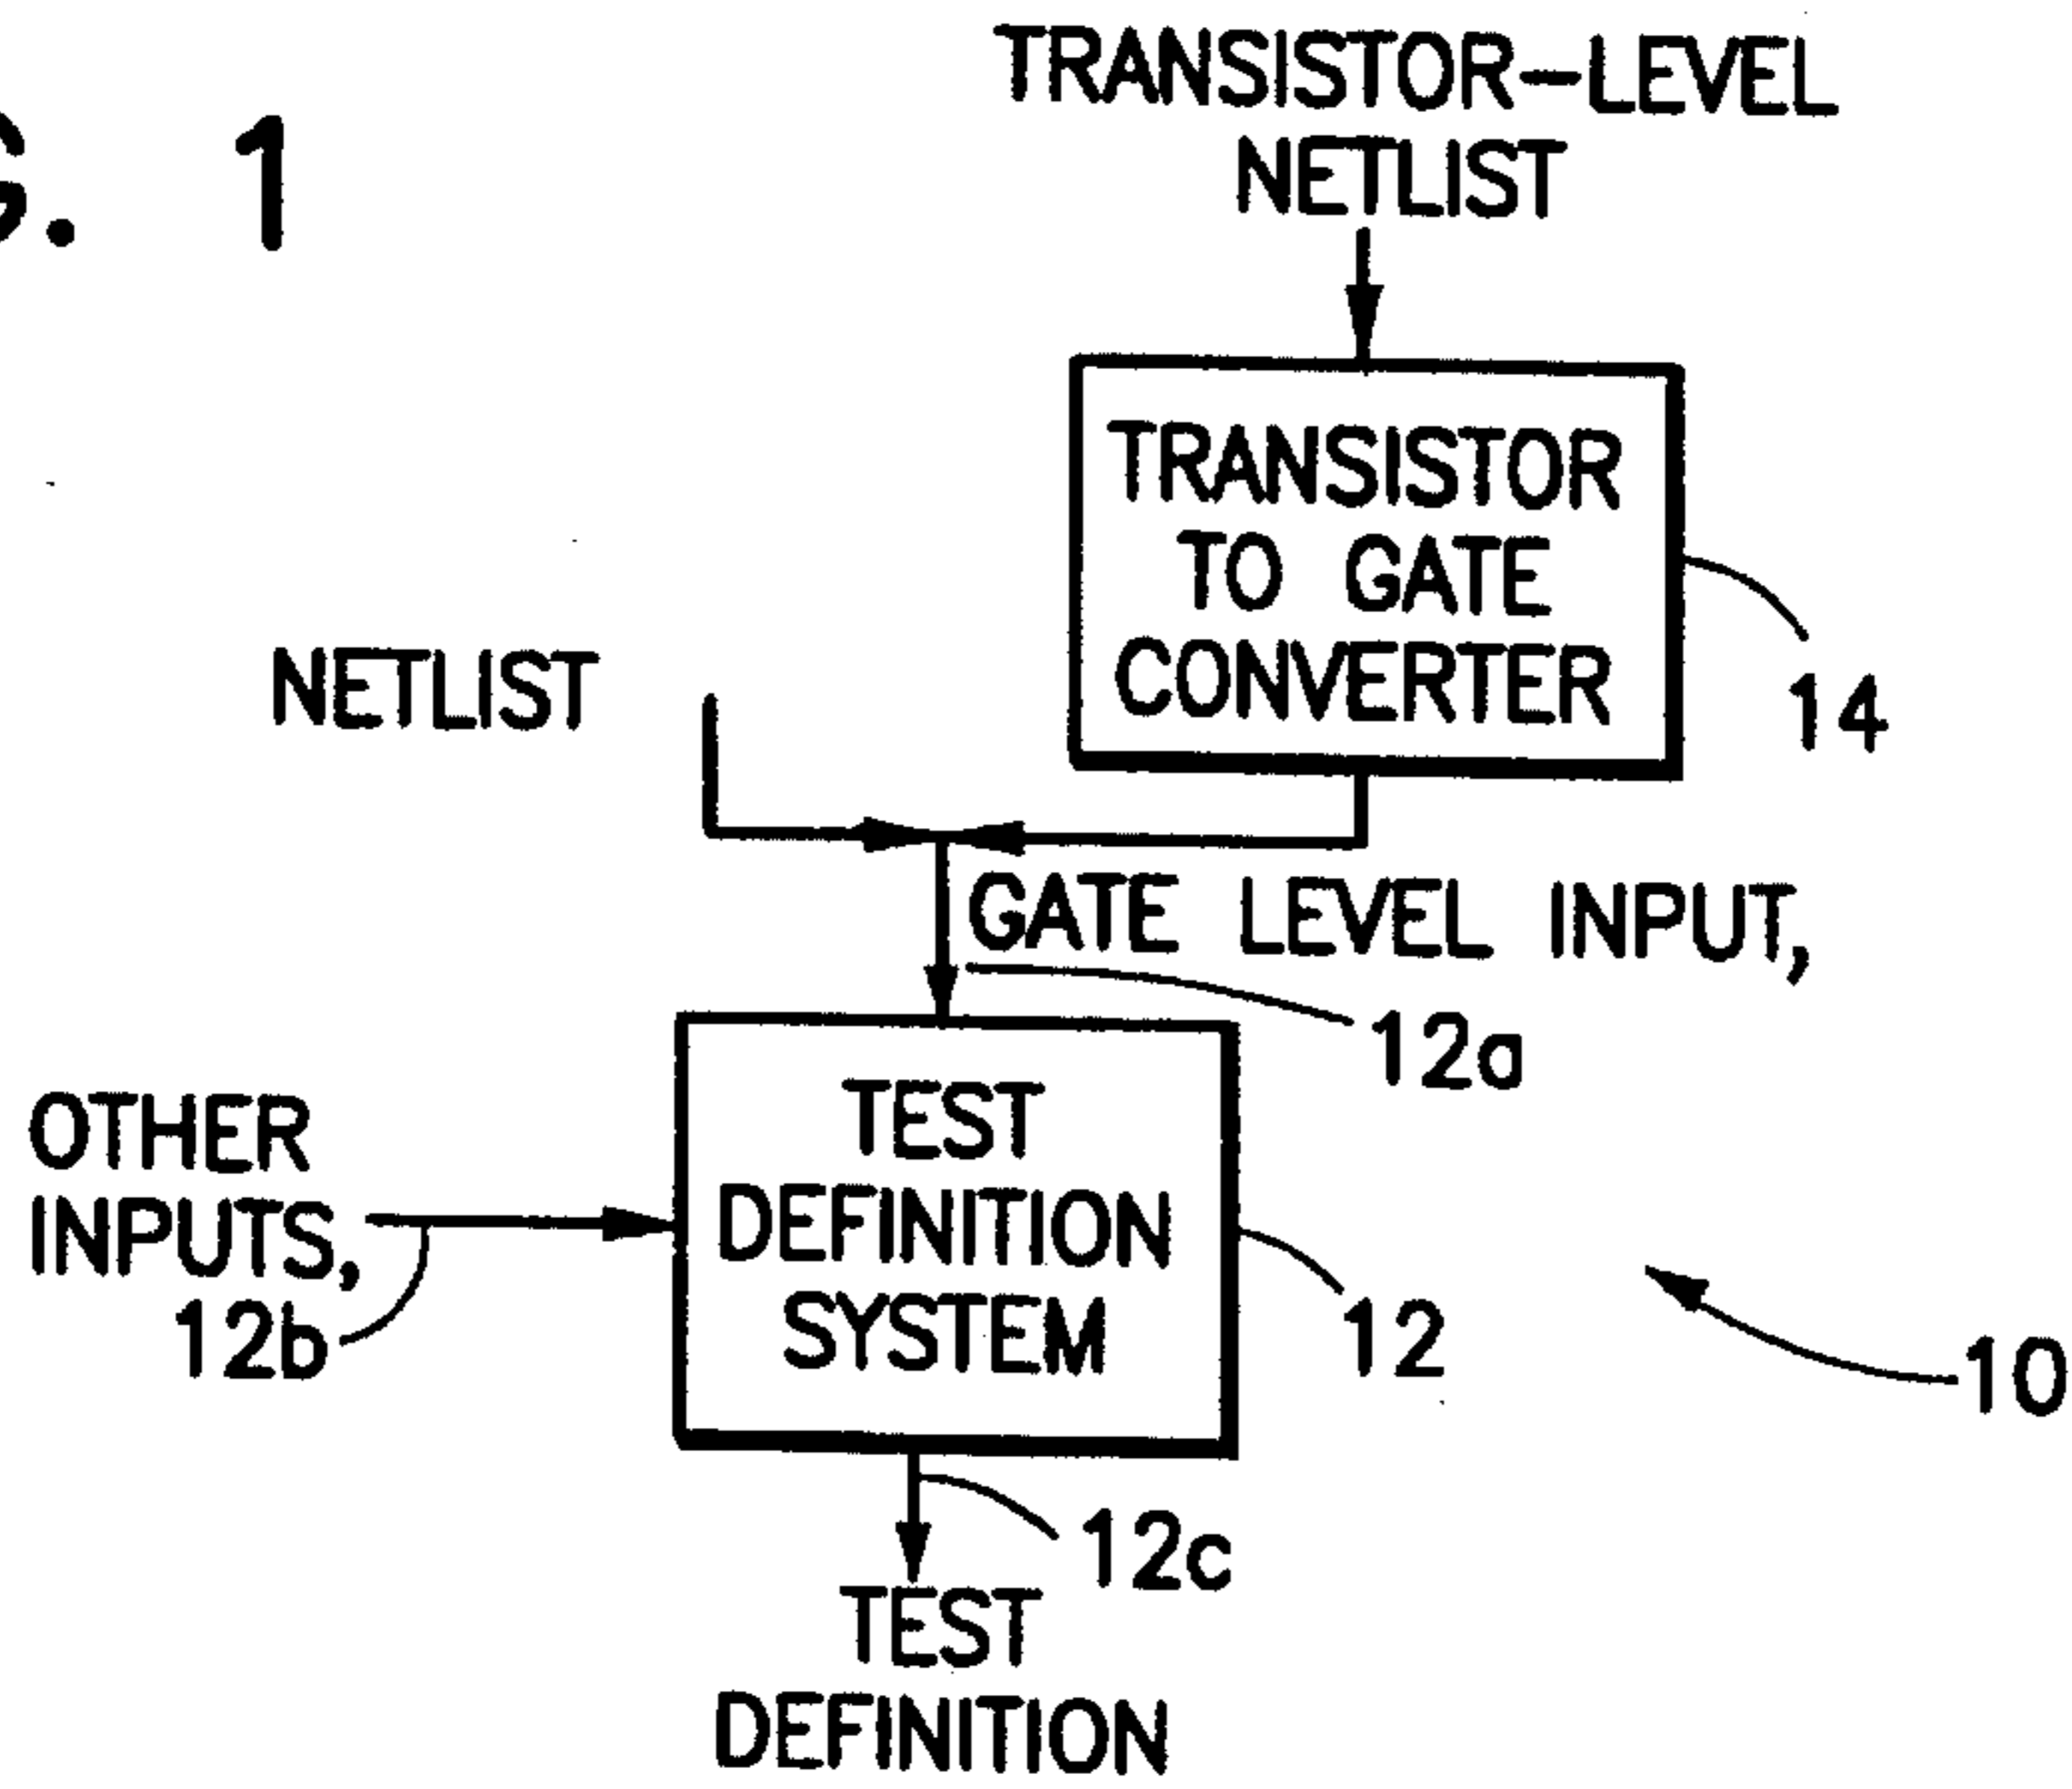 . 1
TRANSISTOR-LEVEL
NETLIST
TRANSISTOR
TO GATE
CONVERTER
14
NETLIST
GATE LEVEL INPUT,
12a
OTHER
INPUTS,
12b
TEST
DEFINITION
SYSTEM
12
10
12c
TEST
DEFINITION